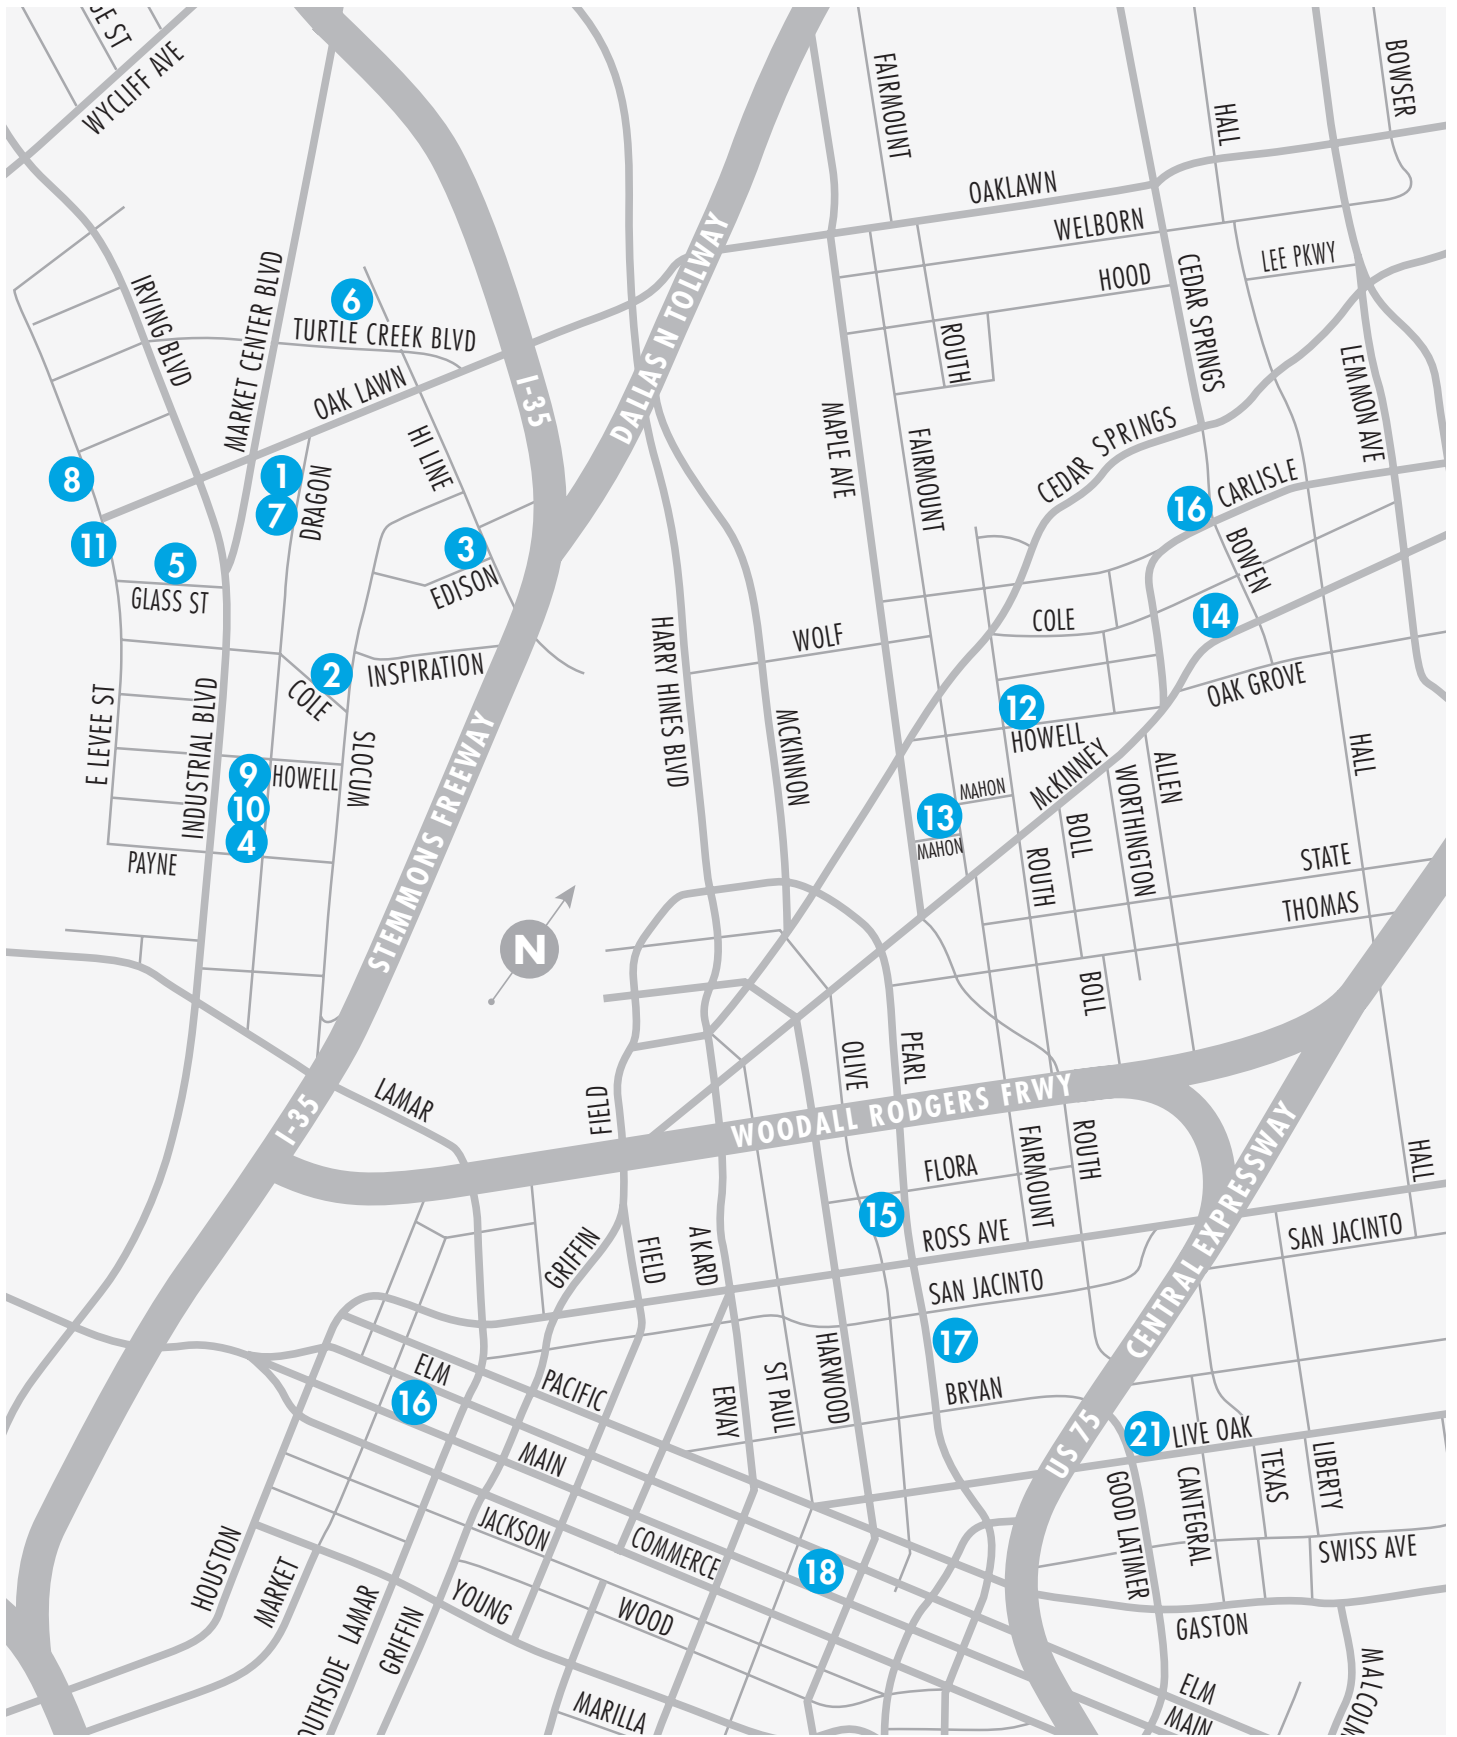 GE ST
WYCLIFF AVE
FAIRMOUNT
HALL
BOWSER
OAKLAWN
WELBORN
HOOD
CEDAR SPRINGS
LEE PKWY
IRVING BLVD
MARKET CENTER BLVD
6
TURTLE CREEK BLVD
OAK LAWN
I-35
DALLAS N TOLLWAY
ROUTH
LEMMON AVE
MAPLE AVE
FAIRMOUNT
CEDAR SPRINGS
HI LINE
8
1
7
DRAGON
16
CARLISLE
11
5
3
BOWEN
GLASS ST
EDISON
14
COLE
WOLF
HARRY HINES BLVD
2
INSPIRATION
COLE
OAK GROVE
E LEVEE ST
INDUSTRIAL BLVD
12
HOWELL
MCKINNON
SLOCUM
STEMMONS FREEWAY
McKINNEY
ALLEN
WORTHINGTON
HALL
9
HOWELL
10
4
MAHON
13
MAHON
BOLL
ROUTH
PAYNE
STATE
THOMAS
N
BOLL
OLIVE
PEARL
LAMAR
I-35
FIELD
WOODALL RODGERS FRWY
ROUTH
FAIRMOUNT
CENTRAL EXPRESSWAY
HALL
FLORA
15
ROSS AVE
SAN JACINTO
GRIFFIN
FIELD
AKARD
SAN JACINTO
17
ELM
PACIFIC
16
HARWOOD
ST PAUL
ERVAY
BRYAN
US 75
21
LIVE OAK
MAIN
GOOD LATIMER
CANTEGRAL
TEXAS
LIBERTY
JACKSON
COMMERCE
18
SWISS AVE
HOUSTON
MARKET
LAMAR
OUTHSIDE
GRIFFIN
YOUNG
WOOD
GASTON
MARILLA
ELM
MAIN
MALCOLM